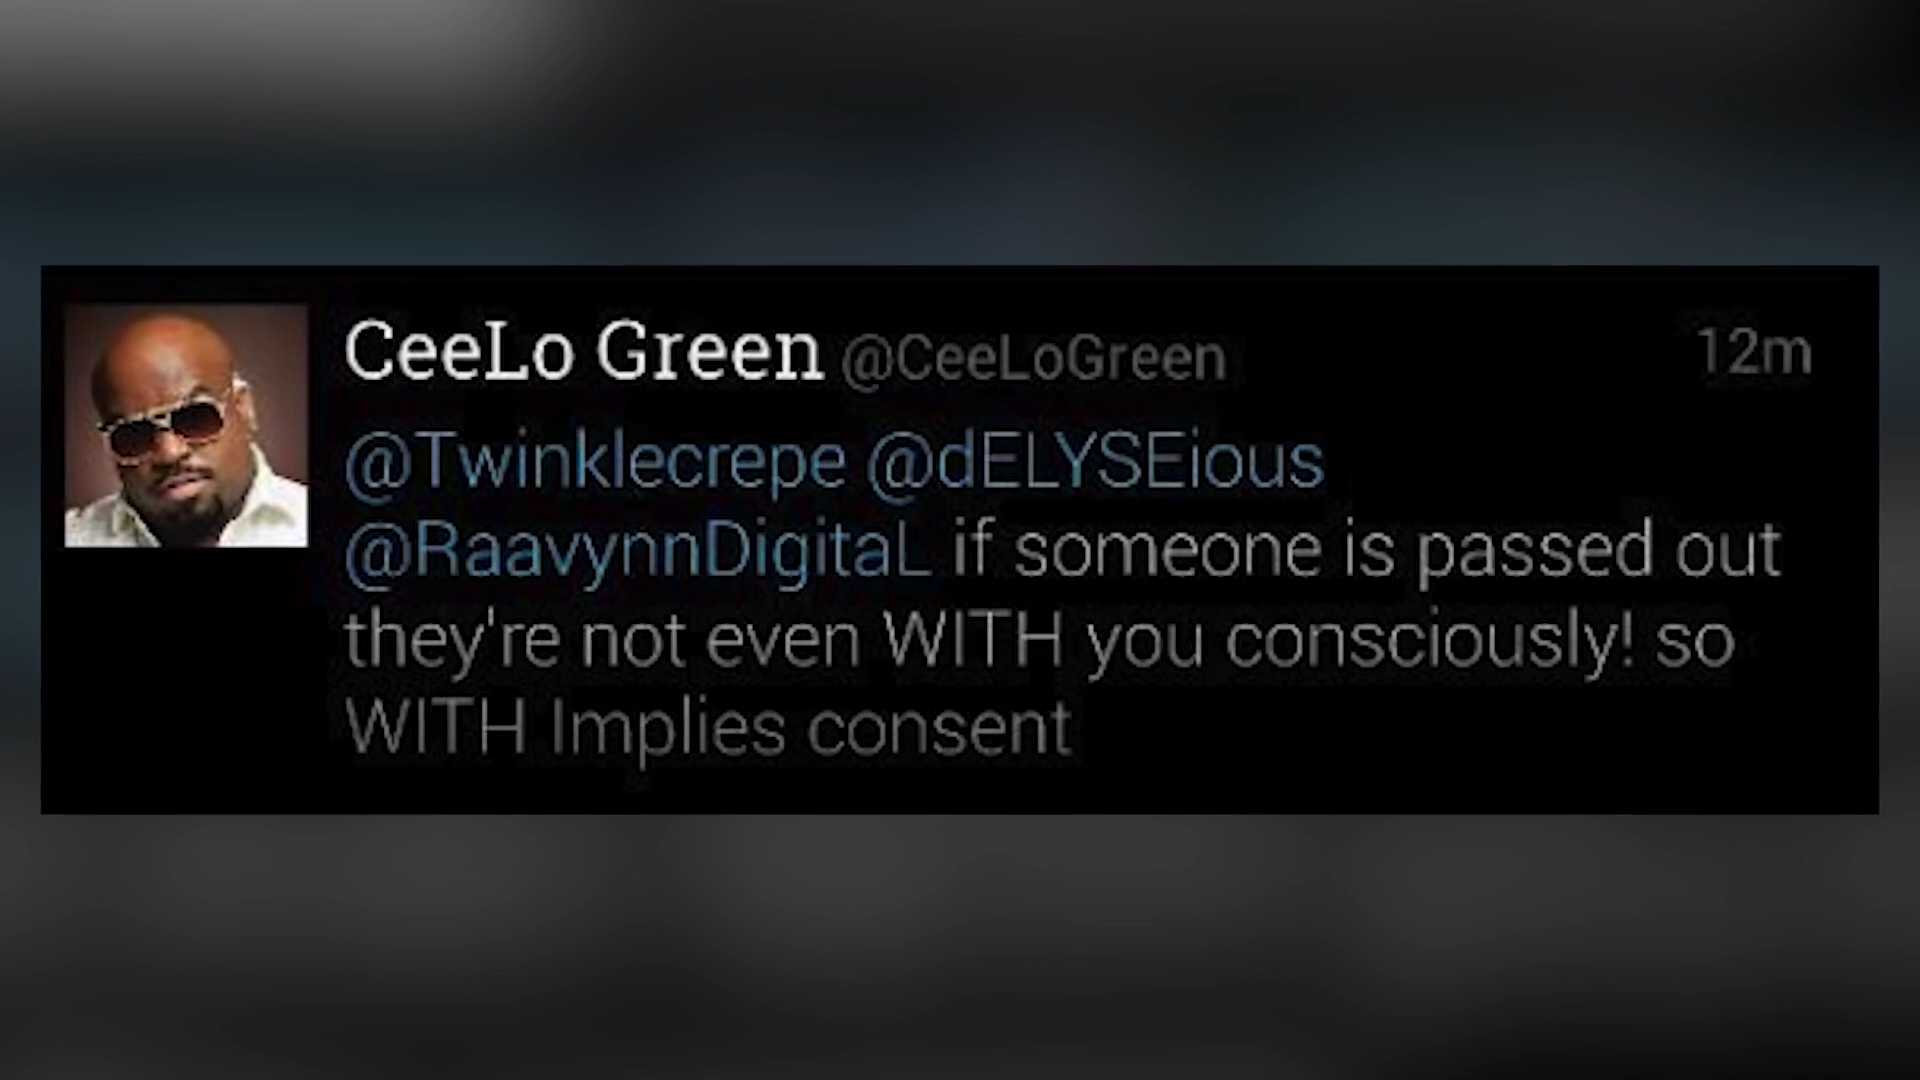 CeeLo Green @CeeLoGreen 12m
@Twinklecrepe @dELYSEious
@RaavynnDigitaL if someone is passed out
they're not even WITH you consciously! so
WITH Implies consent